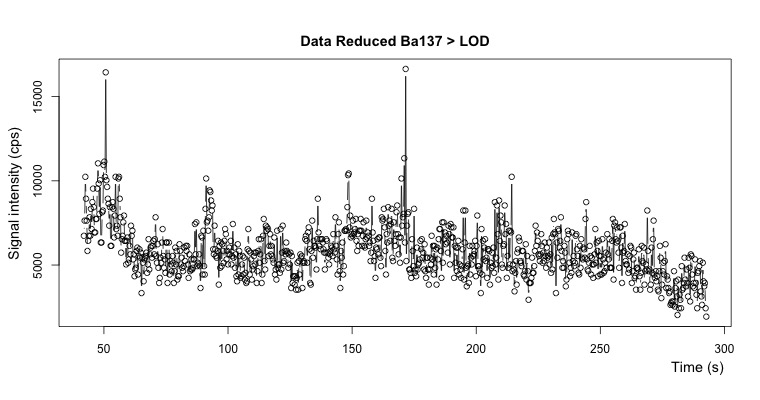 Data Reduced Ba137 > LOD
Signal intensity (cps)
15000
10000
5000
50 100 150 200 250 300
Time (s)